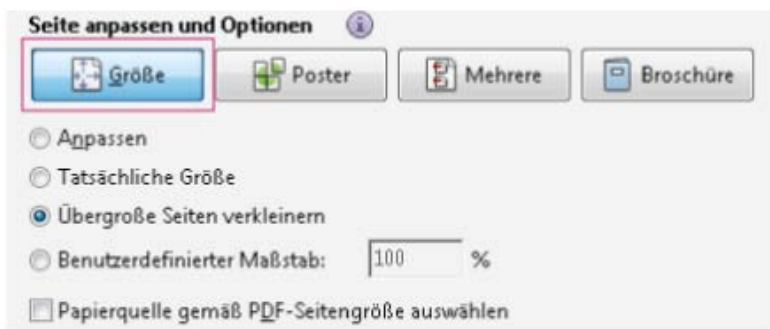 Seite anpassen und Optionen i
Größe Poster Mehrere Broschüre
Anpassen
Tatsächliche Größe
Übergroße Seiten verkleinern
Benutzerdefinierter Maßstab: 100 %
Papierquelle gemäß PDF-Seitengröße auswählen